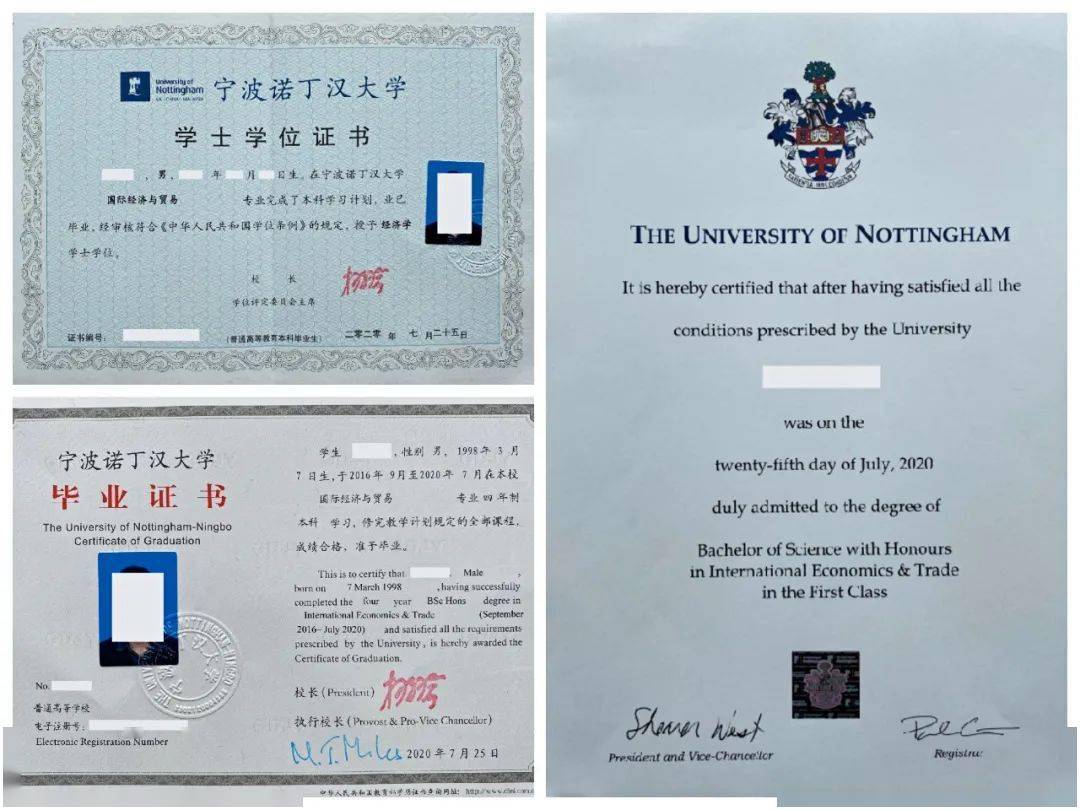 University of
Nottingham
UK | CHINA | MALAYSIA
宁波诺丁汉大学
学士学位证书
，男， 年 月 日生。在宁波诺丁汉大学
国际经济与贸易 专业完成了本科学习计划，业已
毕业，经审核符合《中华人民共和国学位条例》的规定，授予 经济学
学士学位。
校 长
学位评定委员会主席
证书编号：
(普通高等教育本科毕业生)
二零二零 年 七 月二十五日
宁波诺丁汉大学
毕业证书
The University of Nottingham-Ningbo
Certificate of Graduation
No.
普通高等学校
电子注册号：
Electronic Registration Number
学生 ，性别 男，1998年 3 月
7 日生，于2016年 9月至2020年 7月在本校
国际经济与贸易 专业 四 年制
本科 学习，修完教学计划规定的全部课程，
成绩合格，准予毕业。
This is to certify that , Male ,
born on 7 March 1998 , having successfully
completed the four year BSc Hons degree in
International Economics & Trade (September
2016-July 2020) and satisfied all the requirements
prescribed by the University, is hereby awarded the
Certificate of Graduation.
校长(President)
执行校长(Provost & Pro-Vice Chancellor)
2020 年 7 月 25 日
THE UNIVERSITY OF NOTTINGHAM
It is hereby certified that after having satisfied all the
conditions prescribed by the University
was on the
twenty-fifth day of July, 2020
duly admitted to the degree of
Bachelor of Science with Honours
in International Economics & Trade
in the First Class
Sherer West
President and Vice-Chancellor
Registrar